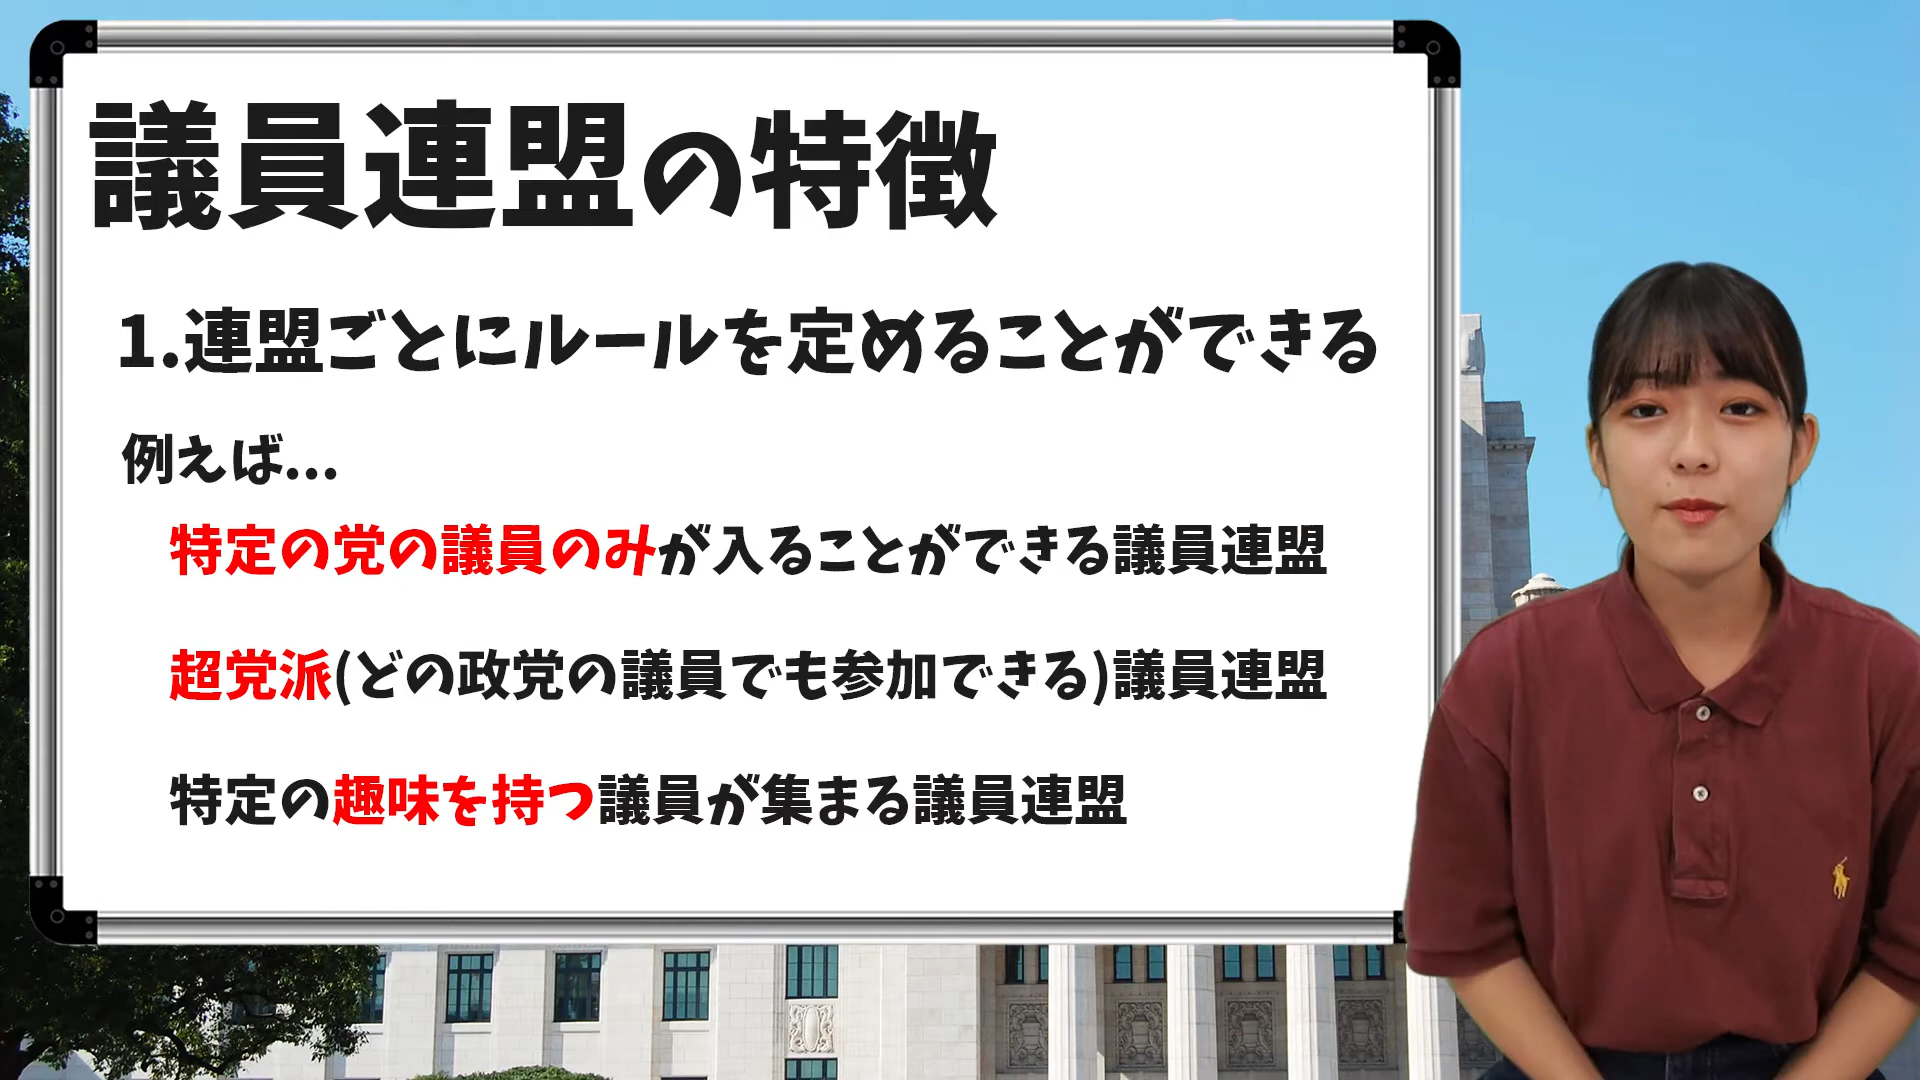 議員連盟の特徴
1.連盟ごとにルールを定めることができる
例えば...
特定の党の議員のみが入ることができる議員連盟
超党派(どの政党の議員でも参加できる)議員連盟
特定の趣味を持つ議員が集まる議員連盟